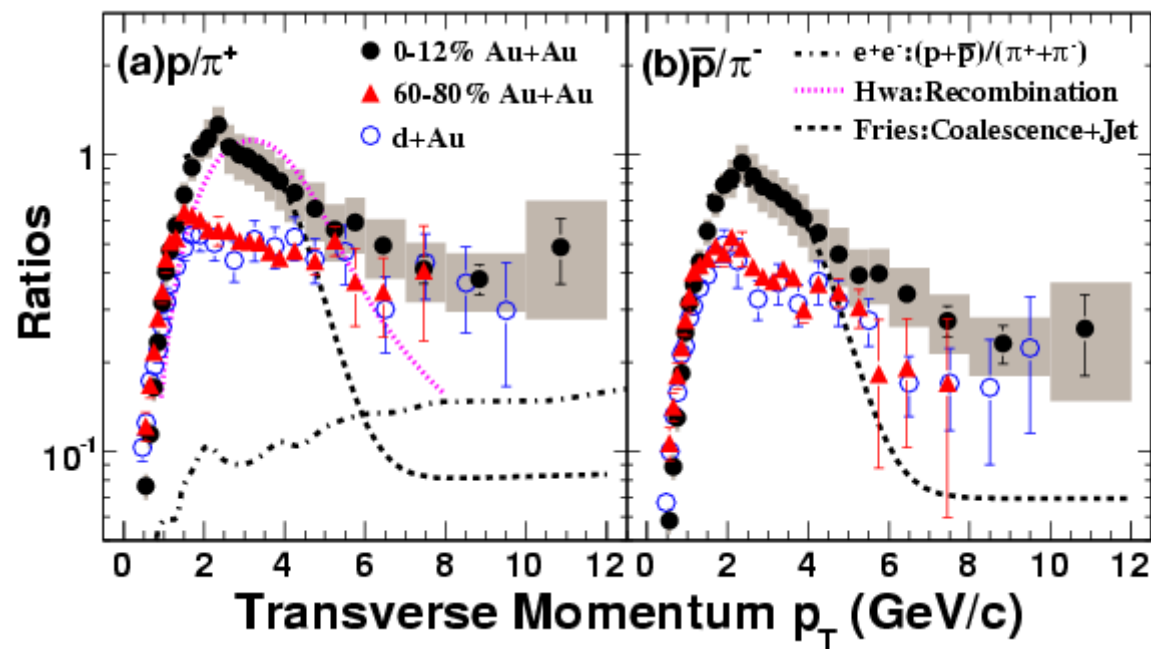 (a)p/π⁺
0-12% Au+Au
60-80% Au+Au
d+Au
(b)p̅/π⁻
e⁺e⁻:(p+p̅)/(π⁺+π⁻)
Hwa:Recombination
Fries:Coalescence+Jet
Ratios
1
10⁻¹
0 2 4 6 8 10 12
0 2 4 6 8 10 12
Transverse Momentum p_T (GeV/c)